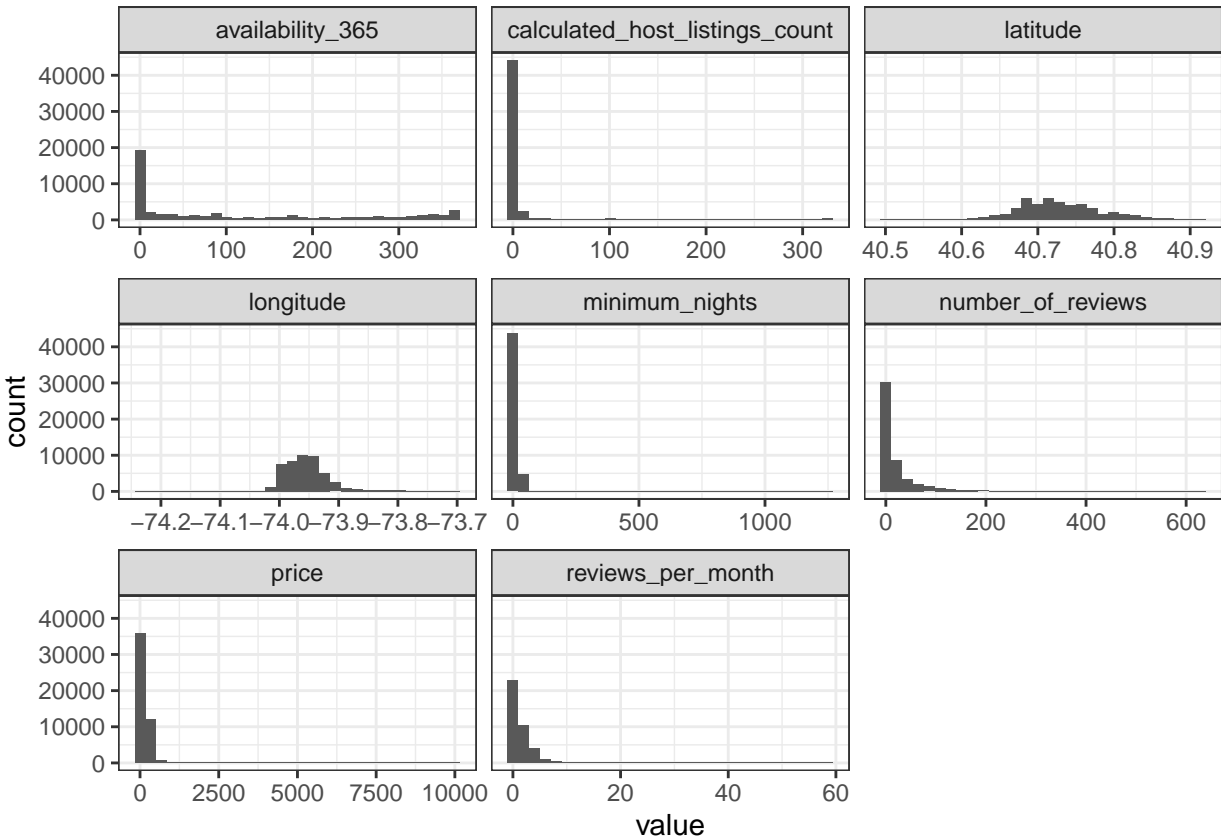 availability_365 calculated_host_listings_count latitude
40000
30000
20000
10000
0
0 100 200 300 0 100 200 300 40.5 40.6 40.7 40.8 40.9
longitude minimum_nights number_of_reviews
40000
30000
20000
10000
0
−74.2 −74.1 −74.0 −73.9 −73.8 −73.7 0 500 1000 0 200 400 600
count
price reviews_per_month
40000
30000
20000
10000
0
0 2500 5000 7500 10000 0 20 40 60
value